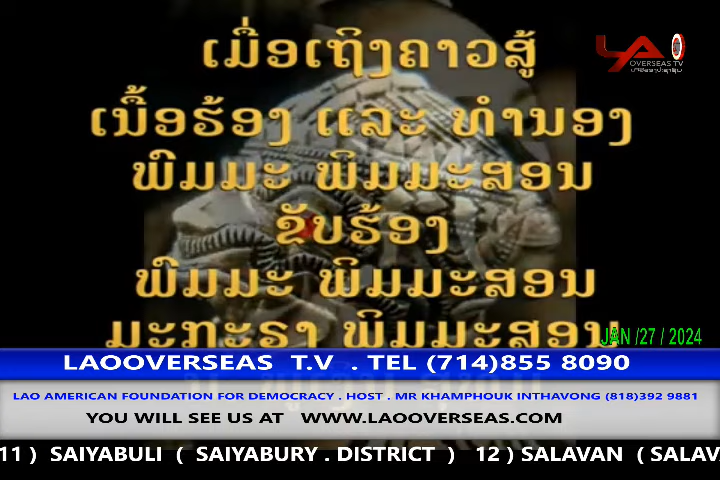 ເມື່ອເຖິງຄາວສູ້
LA
OVERSEAS TV
ເນື້ອຮ້ອງ ແລະ ທຳນອງ
ພົມມະ ພິມມະສອນ
ຂັບຮ້ອງ
ພົມມະ ພິມມະສອນ
ມະກະຣາ ພິມມະສອນ
JAN /27 / 2024
LAOOVERSEAS T.V . TEL (714)855 8090
LAO AMERICAN FOUNDATION FOR DEMOCRACY . HOST . MR KHAMPHOUK INTHAVONG (818)392 9881
YOU WILL SEE US AT WWW.LAOOVERSEAS.COM
11 ) SAIYABULI ( SAIYABURY . DISTRICT ) 12 ) SALAVAN ( SALAVA